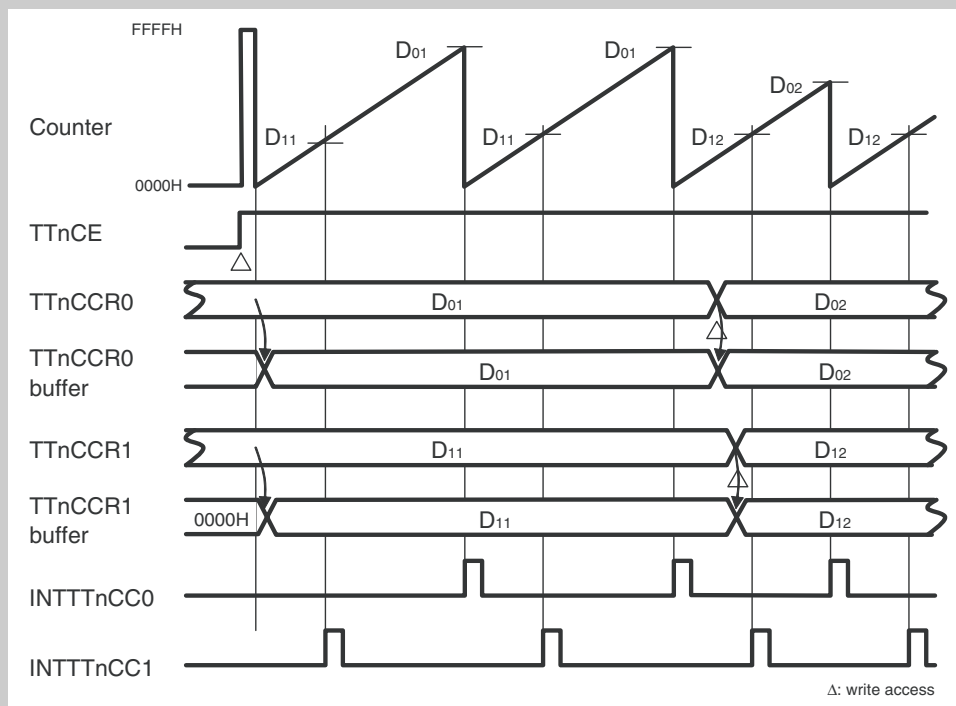 FFFFH
D01 D01
D02
Counter
D11 D11 D12 D12
0000H
TTnCE
Δ
TTnCCR0 D01 D02
Δ
TTnCCR0
buffer
D01 D02
TTnCCR1 D11 D12
Δ
TTnCCR1
buffer
0000H D11 D12
INTTTnCC0
INTTTnCC1
Δ: write access